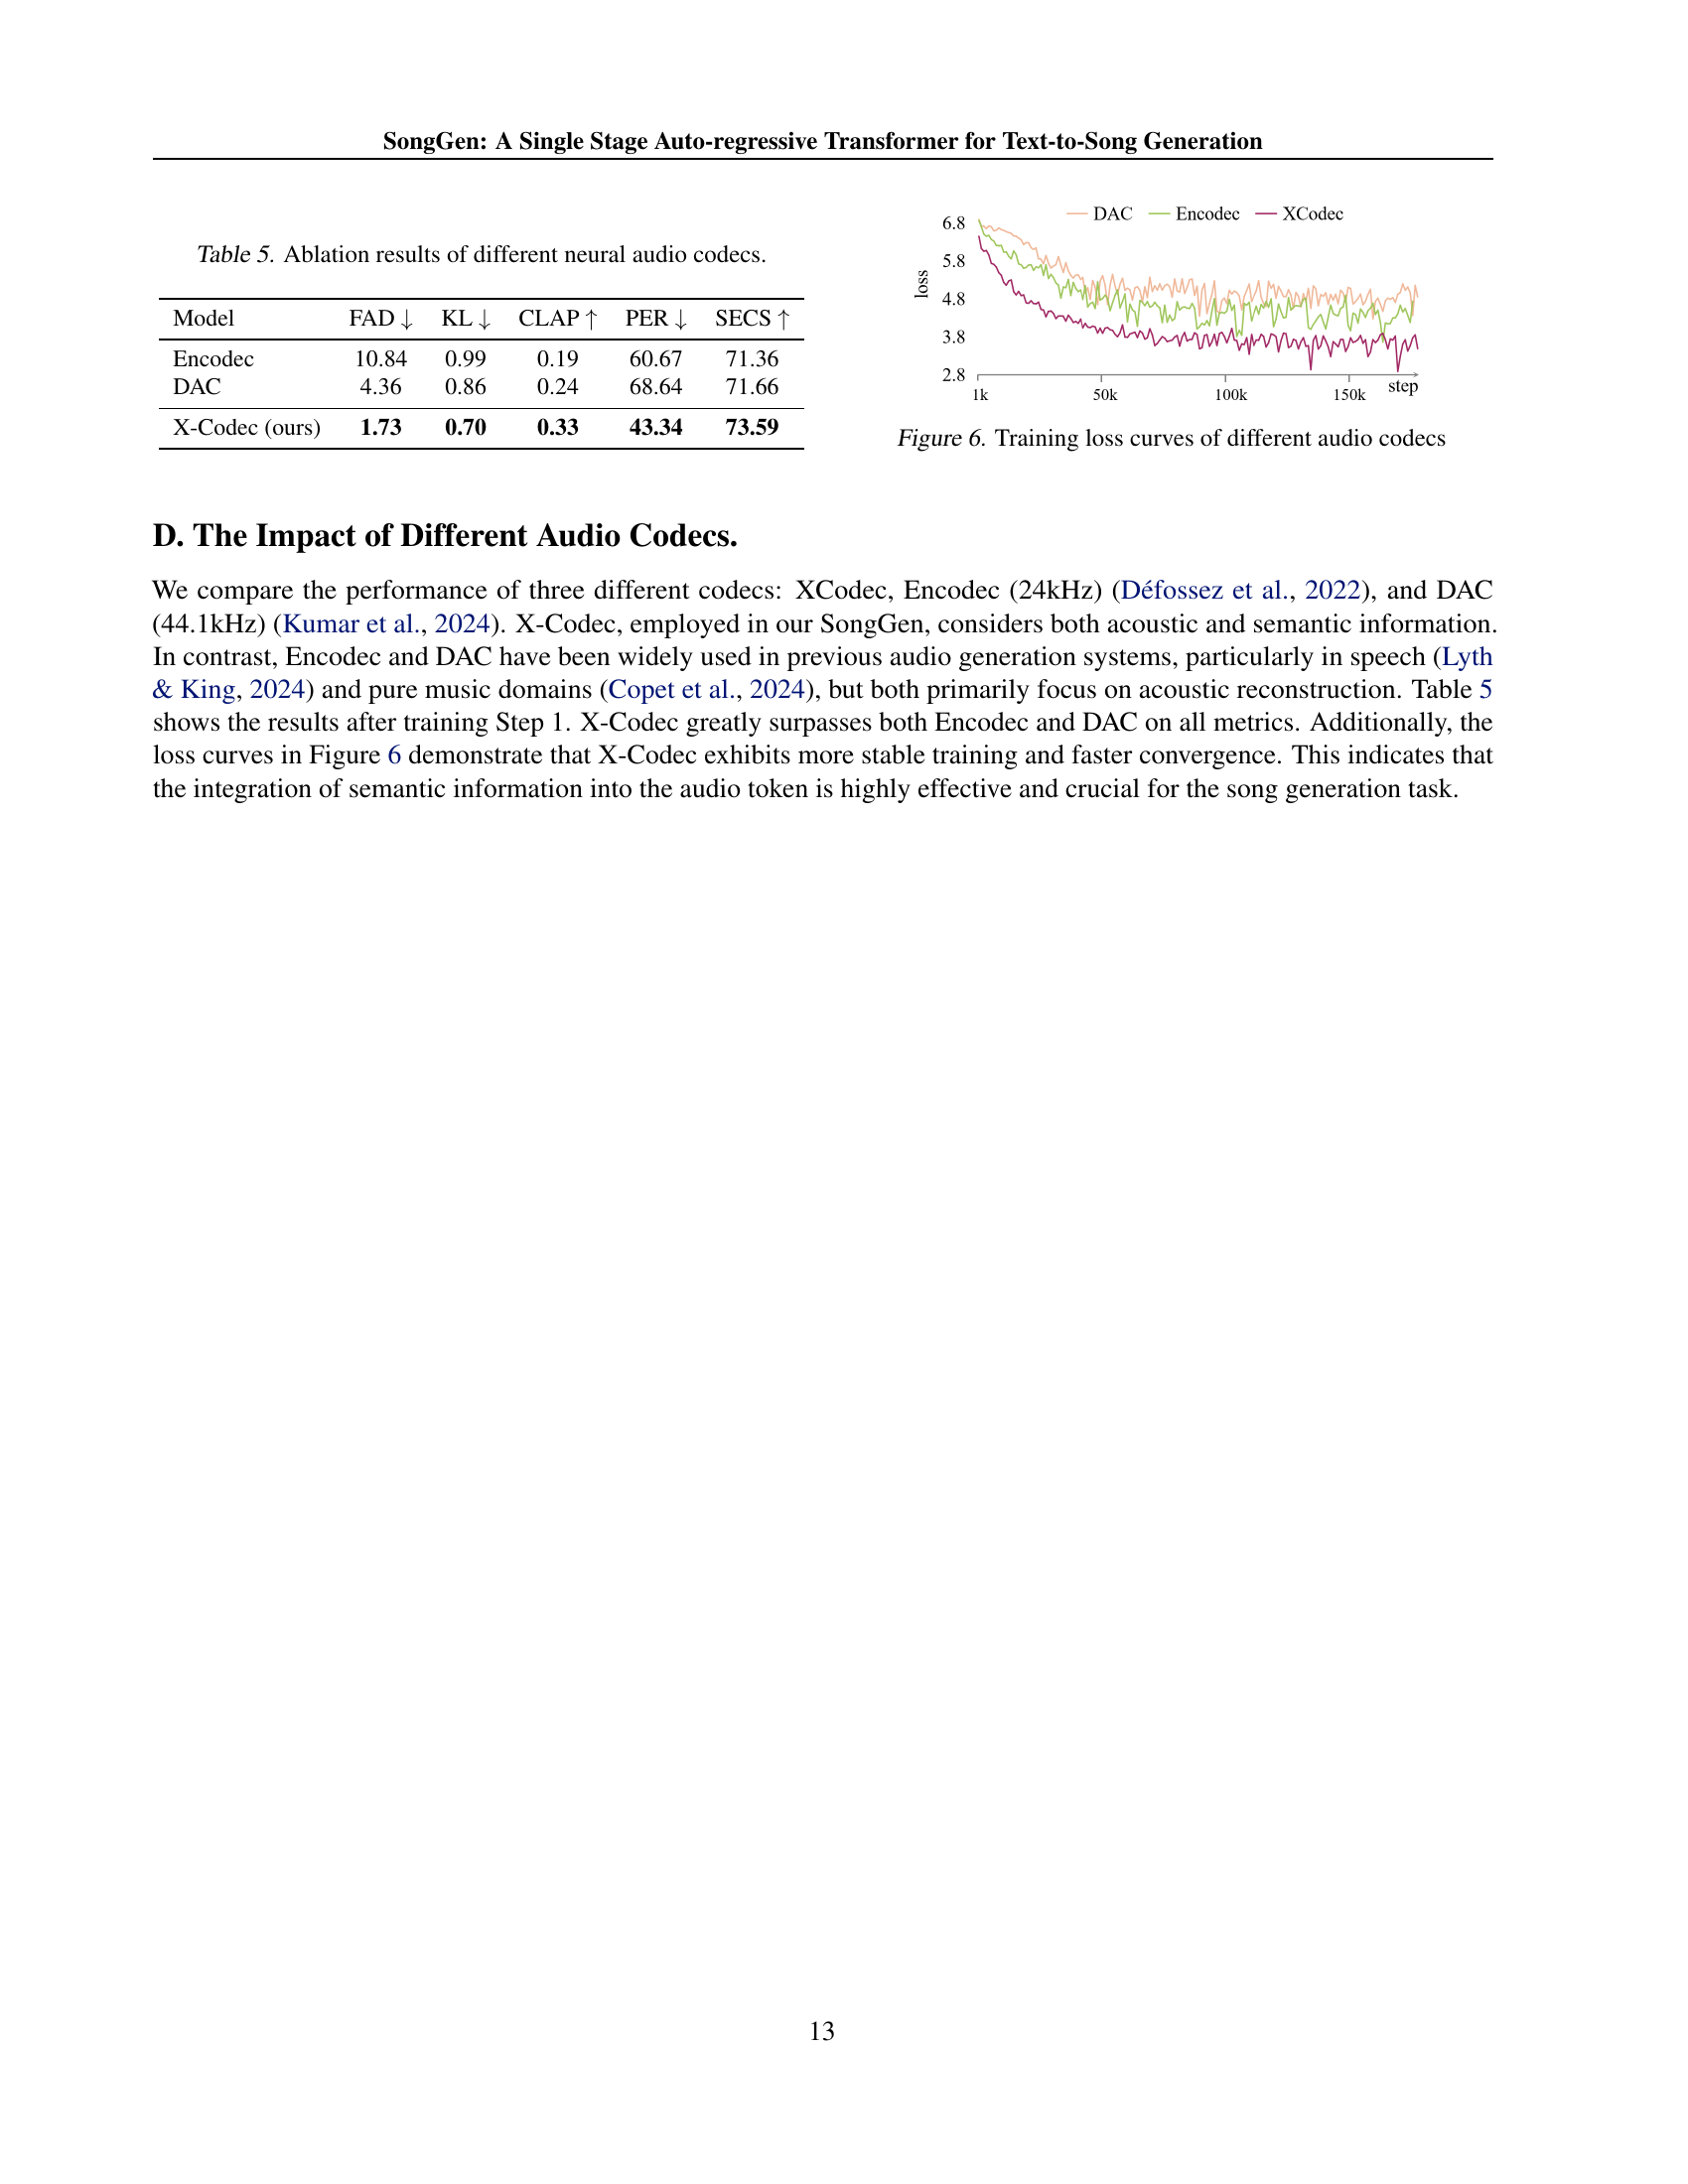 SongGen: A Single Stage Auto-regressive Transformer for Text-to-Song Generation
Table 5. Ablation results of different neural audio codecs.
Model FAD ↓ KL ↓ CLAP ↑ PER ↓ SECS ↑
Encodec 10.84 0.99 0.19 60.67 71.36
DAC 4.36 0.86 0.24 68.64 71.66
X-Codec (ours) 1.73 0.70 0.33 43.34 73.59
DAC Encodec XCodec
6.8
5.8
4.8
3.8
2.8
loss
1k 50k 100k 150k step
Figure 6. Training loss curves of different audio codecs
D. The Impact of Different Audio Codecs.
We compare the performance of three different codecs: XCodec, Encodec (24kHz) (Défossez et al., 2022), and DAC
(44.1kHz) (Kumar et al., 2024). X-Codec, employed in our SongGen, considers both acoustic and semantic information.
In contrast, Encodec and DAC have been widely used in previous audio generation systems, particularly in speech (Lyth
& King, 2024) and pure music domains (Copet et al., 2024), but both primarily focus on acoustic reconstruction. Table 5
shows the results after training Step 1. X-Codec greatly surpasses both Encodec and DAC on all metrics. Additionally, the
loss curves in Figure 6 demonstrate that X-Codec exhibits more stable training and faster convergence. This indicates that
the integration of semantic information into the audio token is highly effective and crucial for the song generation task.
13